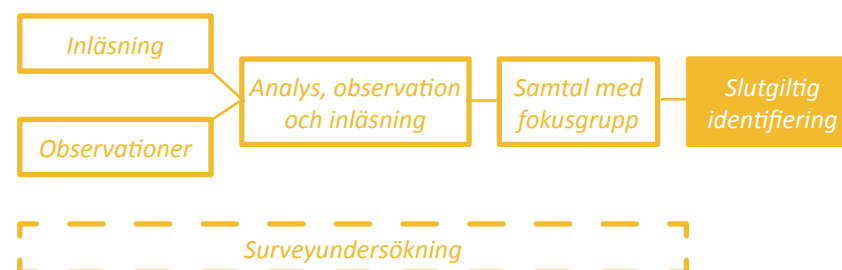 Inläsning
Observationer
Analys, observation
och inläsning
Samtal med
fokusgrupp
Slutgiltig
identifiering
Surveyundersökning